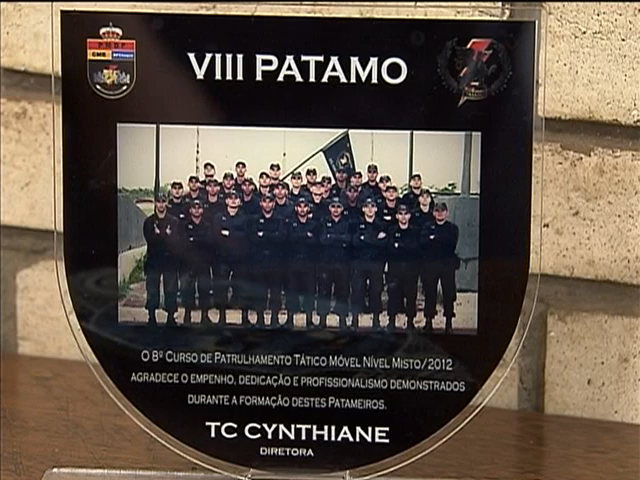 P M D F
VIII PATAMO
O 8º CURSO DE PATRULHAMENTO TÁTICO MÓVEL NÍVEL MISTO/2012
AGRADECE O EMPENHO, DEDICAÇÃO E PROFISSIONALISMO DEMONSTRADOS
DURANTE A FORMAÇÃO DESTES PATAMEIROS.
TC CYNTHIANE
DIRETORA